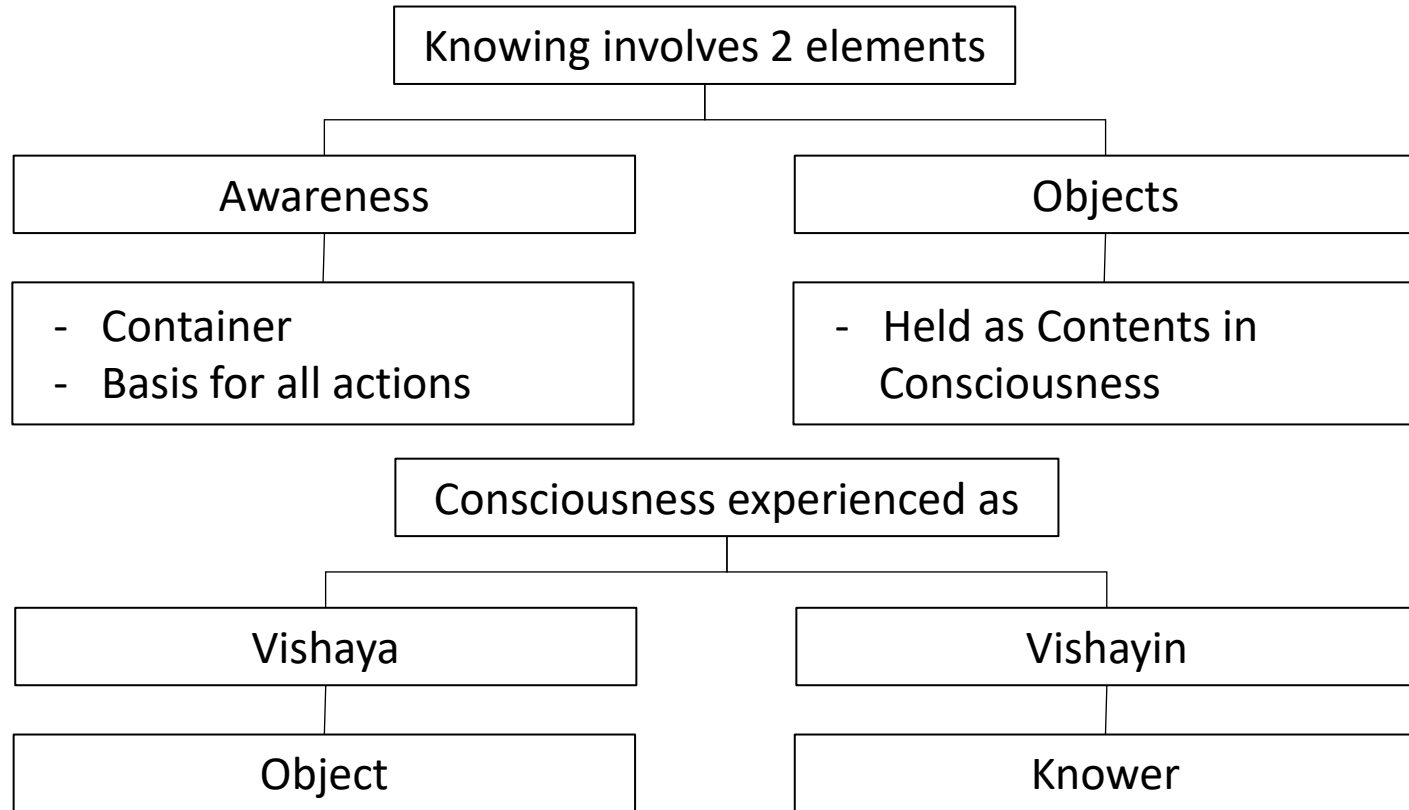 Knowing involves 2 elements
Awareness
Objects
- Container
- Basis for all actions
- Held as Contents in
Consciousness
Consciousness experienced as
Vishaya
Vishayin
Object
Knower